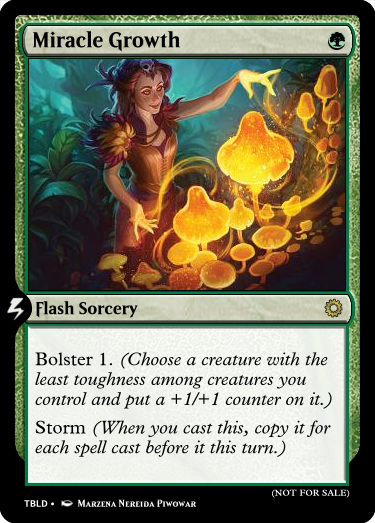 Miracle Growth
Flash Sorcery
Bolster 1. (Choose a creature with the
least toughness among creatures you
control and put a +1/+1 counter on it.)
Storm (When you cast this, copy it for
each spell cast before it this turn.)
(NOT FOR SALE)
TBLD • Marzena Nereida Piwowar